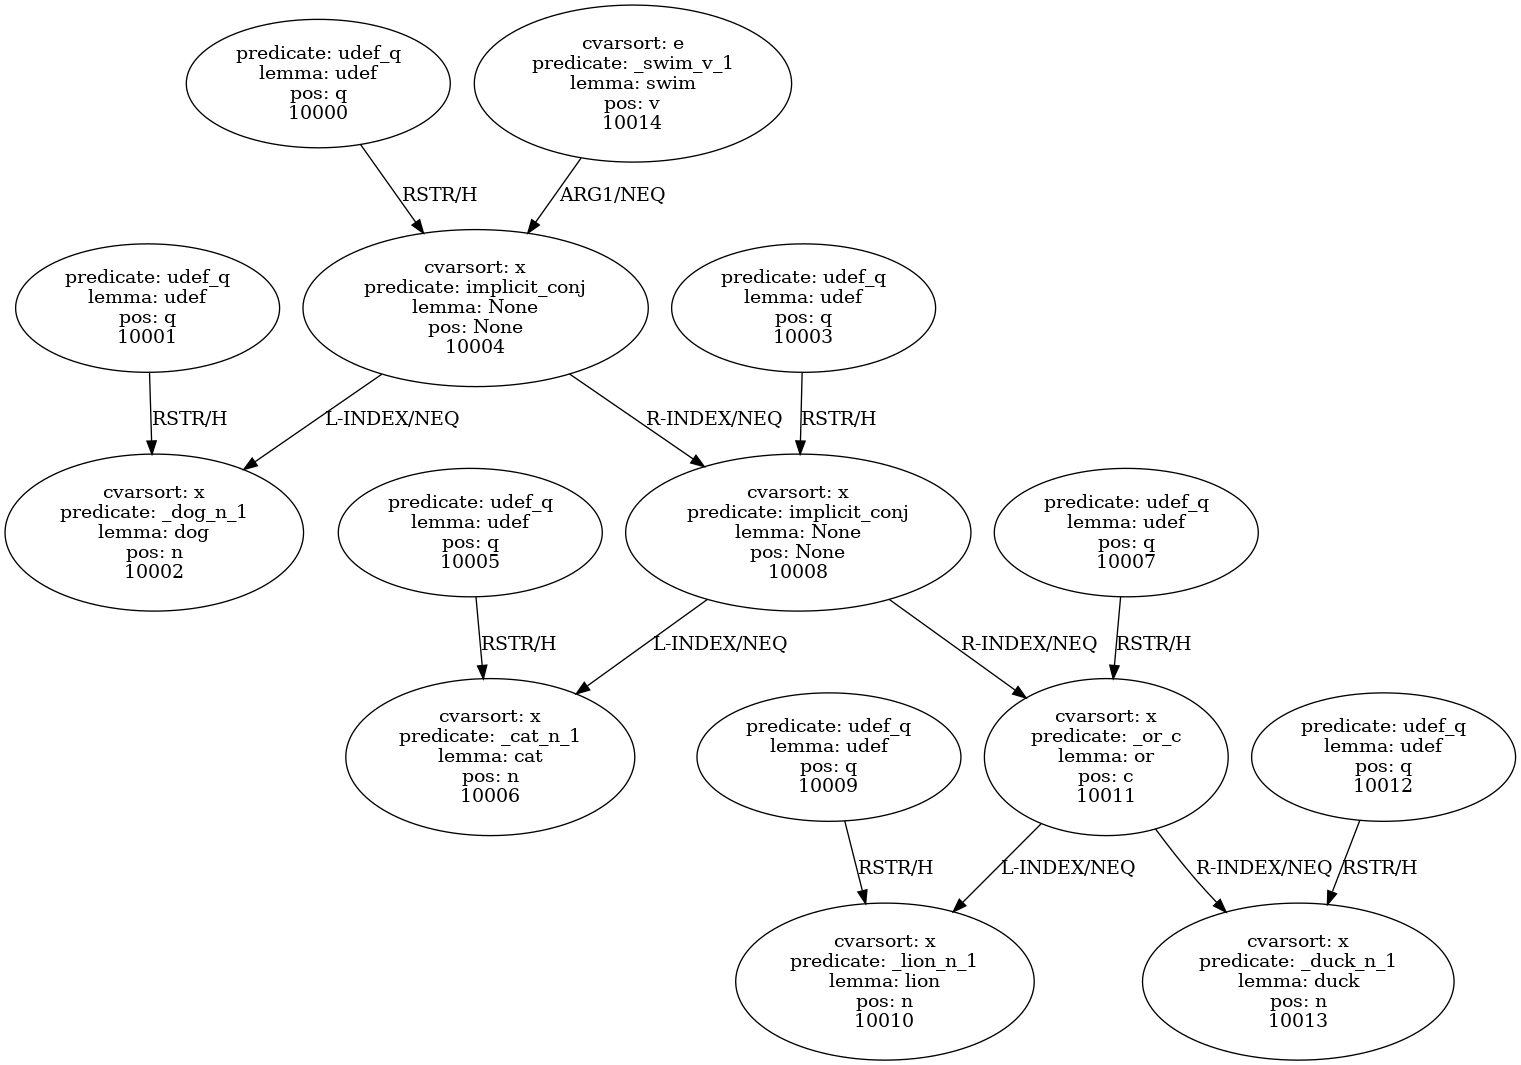 predicate: udef_q
lemma: udef
pos: q
10000
cvarsort: e
predicate: _swim_v_1
lemma: swim
pos: v
10014
RSTR/H
ARG1/NEQ
predicate: udef_q
lemma: udef
pos: q
10001
cvarsort: x
predicate: implicit_conj
lemma: None
pos: None
10004
predicate: udef_q
lemma: udef
pos: q
10003
RSTR/H
L-INDEX/NEQ
R-INDEX/NEQ
RSTR/H
cvarsort: x
predicate: _dog_n_1
lemma: dog
pos: n
10002
predicate: udef_q
lemma: udef
pos: q
10005
cvarsort: x
predicate: implicit_conj
lemma: None
pos: None
10008
predicate: udef_q
lemma: udef
pos: q
10007
RSTR/H
L-INDEX/NEQ
R-INDEX/NEQ
RSTR/H
cvarsort: x
predicate: _cat_n_1
lemma: cat
pos: n
10006
predicate: udef_q
lemma: udef
pos: q
10009
cvarsort: x
predicate: _or_c
lemma: or
pos: c
10011
predicate: udef_q
lemma: udef
pos: q
10012
RSTR/H
L-INDEX/NEQ
R-INDEX/NEQ
RSTR/H
cvarsort: x
predicate: _lion_n_1
lemma: lion
pos: n
10010
cvarsort: x
predicate: _duck_n_1
lemma: duck
pos: n
10013